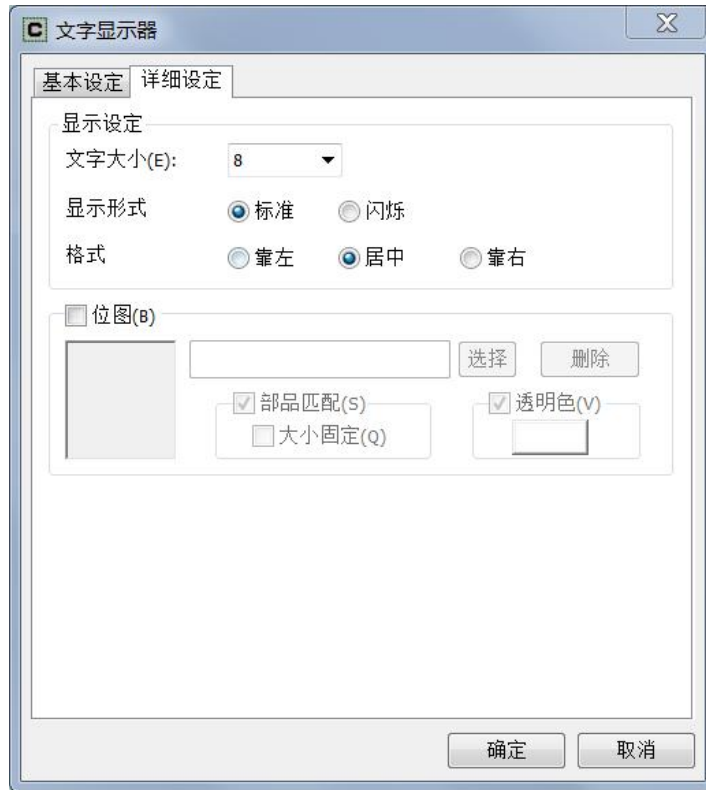 C 文字显示器
基本设定 详细设定
显示设定
文字大小(E): 8
显示形式 标准 闪烁
格式 靠左 居中 靠右
位图(B)
选择 删除
部品匹配(S) 透明色(V)
大小固定(Q)
确定 取消